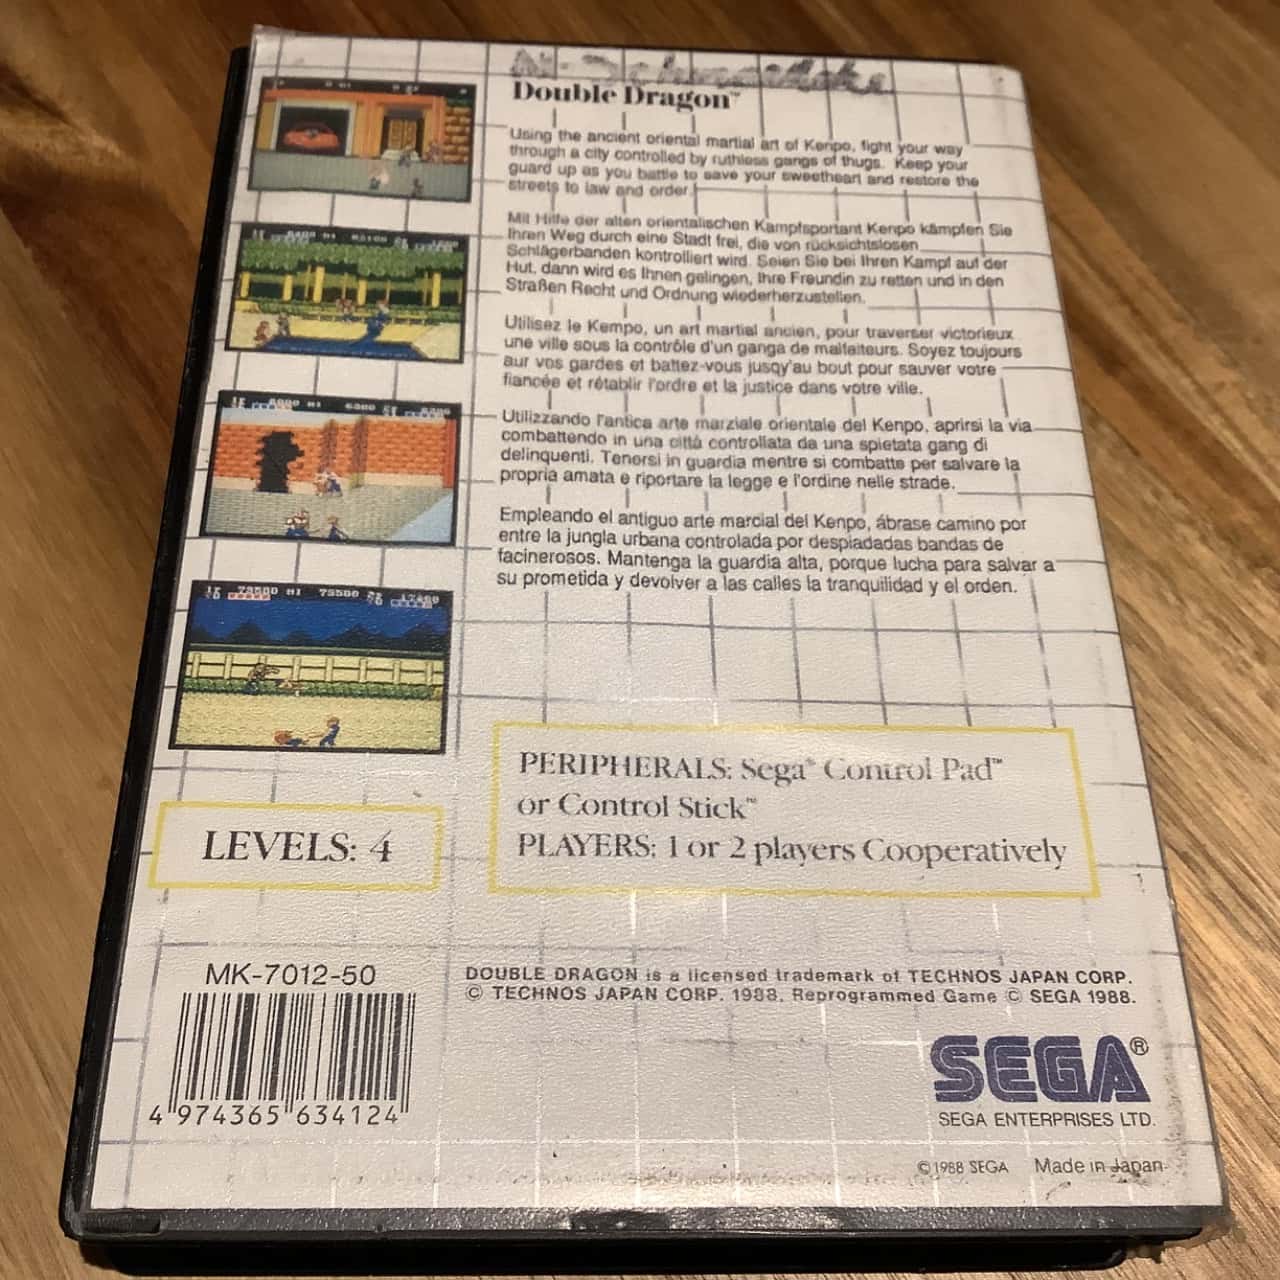 Double Dragon™
Using the ancient oriental martial art of Kenpo, fight your way
through a city controlled by ruthless gangs of thugs. Keep your
guard up as you battle to save your sweetheart and restore the
streets to law and order.
Mit Hilfe der alten orientalischen Kampfsportart Kenpo kämpfen Sie
Ihren Weg durch eine Stadt frei, die von rücksichtslosen
Schlägerbanden kontrolliert wird. Seien Sie bei Ihren Kampf auf der
Hut, dann wird es Ihnen gelingen, Ihre Freundin zu retten und in den
Straßen Recht und Ordnung wiederherzustellen.
Utilisez le Kempo, un art martial ancien, pour traverser victorieux
une ville sous la contrôle d'un ganga de malfaiteurs. Soyez toujours
aur vos gardes et battez-vous jusqy'au bout pour sauver votre
fiancée et rétablir l'ordre et la justice dans votre ville.
Utilizzando l'antica arte marziale orientale del Kenpo, aprirsi la via
combattendo in una città controllata da una spietata gang di
delinquenti. Tenersi in guardia mentre si combatte per salvare la
propria amata e riportare la legge e l'ordine nelle strade.
Empleando el antiguo arte marcial del Kenpo, ábrase camino por
entre la jungla urbana controlada por despiadadas bandas de
facinerosos. Mantenga la guardia alta, porque lucha para salvar a
su prometida y devolver a las calles la tranquilidad y el orden.
PERIPHERALS: Sega® Control Pad™
or Control Stick™
PLAYERS: 1 or 2 players Cooperatively
LEVELS: 4
MK-7012-50
4 974365 634124
DOUBLE DRAGON is a licensed trademark of TECHNOS JAPAN CORP.
© TECHNOS JAPAN CORP. 1988. Reprogrammed Game © SEGA 1988.
SEGA®
SEGA ENTERPRISES LTD.
©1988 SEGA Made in Japan